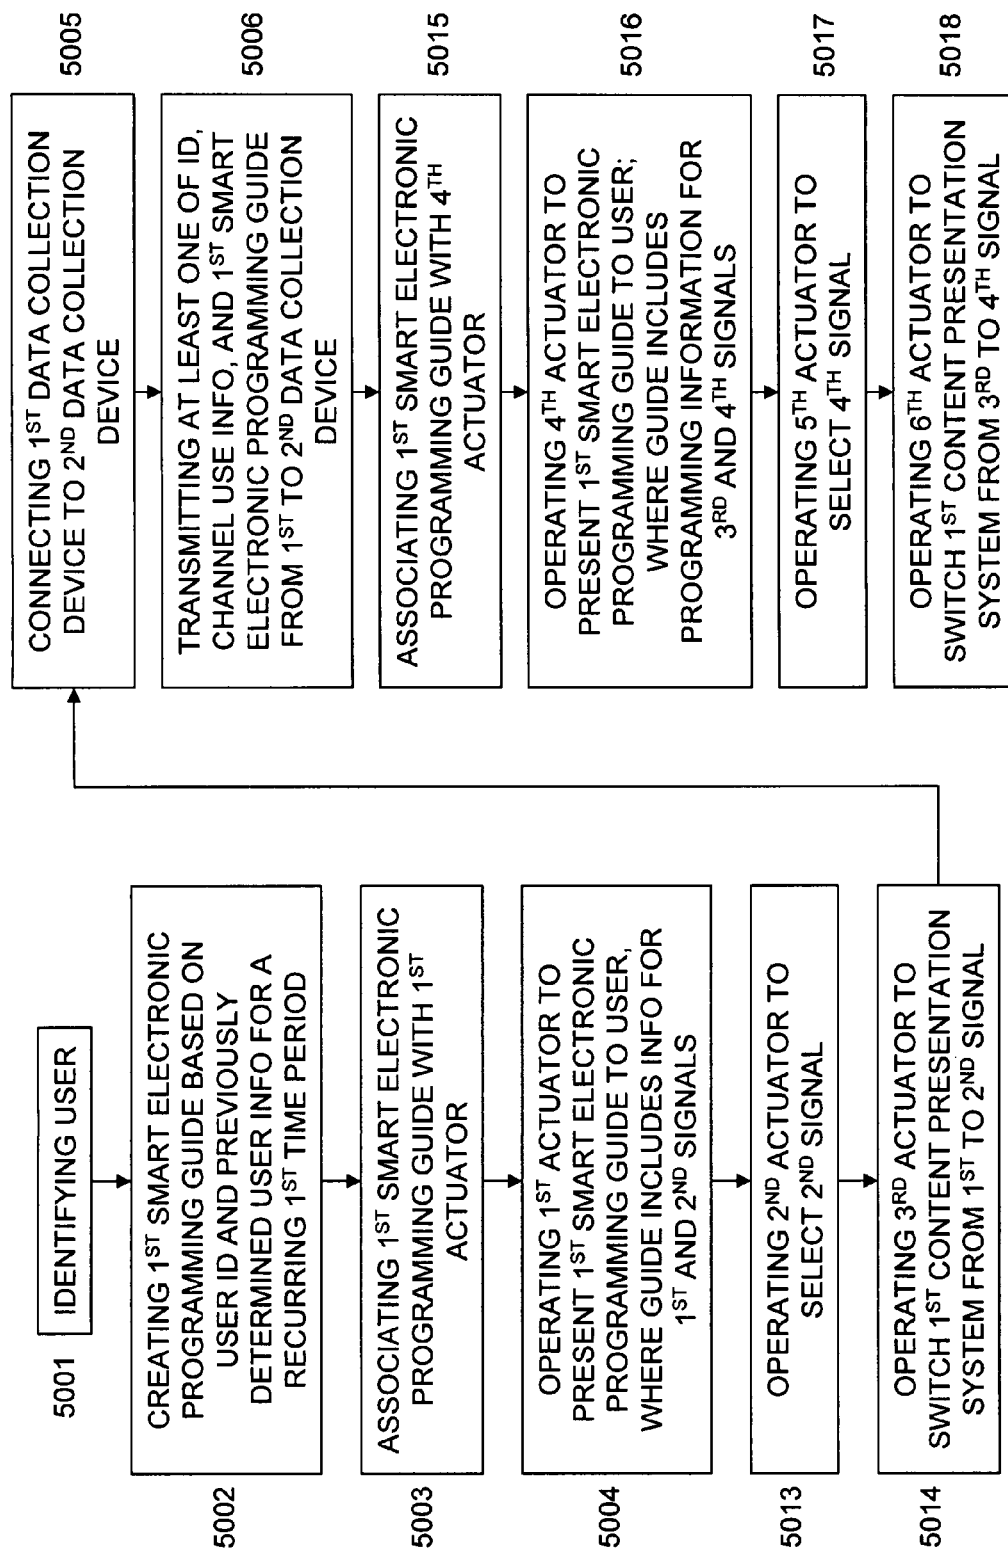 5001
IDENTIFYING USER
5002
CREATING 1ST SMART ELECTRONIC
PROGRAMMING GUIDE BASED ON
USER ID AND PREVIOUSLY
DETERMINED USER INFO FOR A
RECURRING 1ST TIME PERIOD
5003
ASSOCIATING 1ST SMART ELECTRONIC
PROGRAMMING GUIDE WITH 1ST
ACTUATOR
5004
OPERATING 1ST ACTUATOR TO
PRESENT 1ST SMART ELECTRONIC
PROGRAMMING GUIDE TO USER,
WHERE GUIDE INCLUDES INFO FOR
1ST AND 2ND SIGNALS
5013
OPERATING 2ND ACTUATOR TO
SELECT 2ND SIGNAL
5014
OPERATING 3RD ACTUATOR TO
SWITCH 1ST CONTENT PRESENTATION
SYSTEM FROM 1ST TO 2ND SIGNAL
CONNECTING 1ST DATA COLLECTION
DEVICE TO 2ND DATA COLLECTION
DEVICE
5005
TRANSMITTING AT LEAST ONE OF ID,
CHANNEL USE INFO, AND 1ST SMART
ELECTRONIC PROGRAMMING GUIDE
FROM 1ST TO 2ND DATA COLLECTION
DEVICE
5006
ASSOCIATING 1ST SMART ELECTRONIC
PROGRAMMING GUIDE WITH 4TH
ACTUATOR
5015
OPERATING 4TH ACTUATOR TO
PRESENT 1ST SMART ELECTRONIC
PROGRAMMING GUIDE TO USER;
WHERE GUIDE INCLUDES
PROGRAMMING INFORMATION FOR
3RD AND 4TH SIGNALS
5016
OPERATING 5TH ACTUATOR TO
SELECT 4TH SIGNAL
5017
OPERATING 6TH ACTUATOR TO
SWITCH 1ST CONTENT PRESENTATION
SYSTEM FROM 3RD TO 4TH SIGNAL
5018